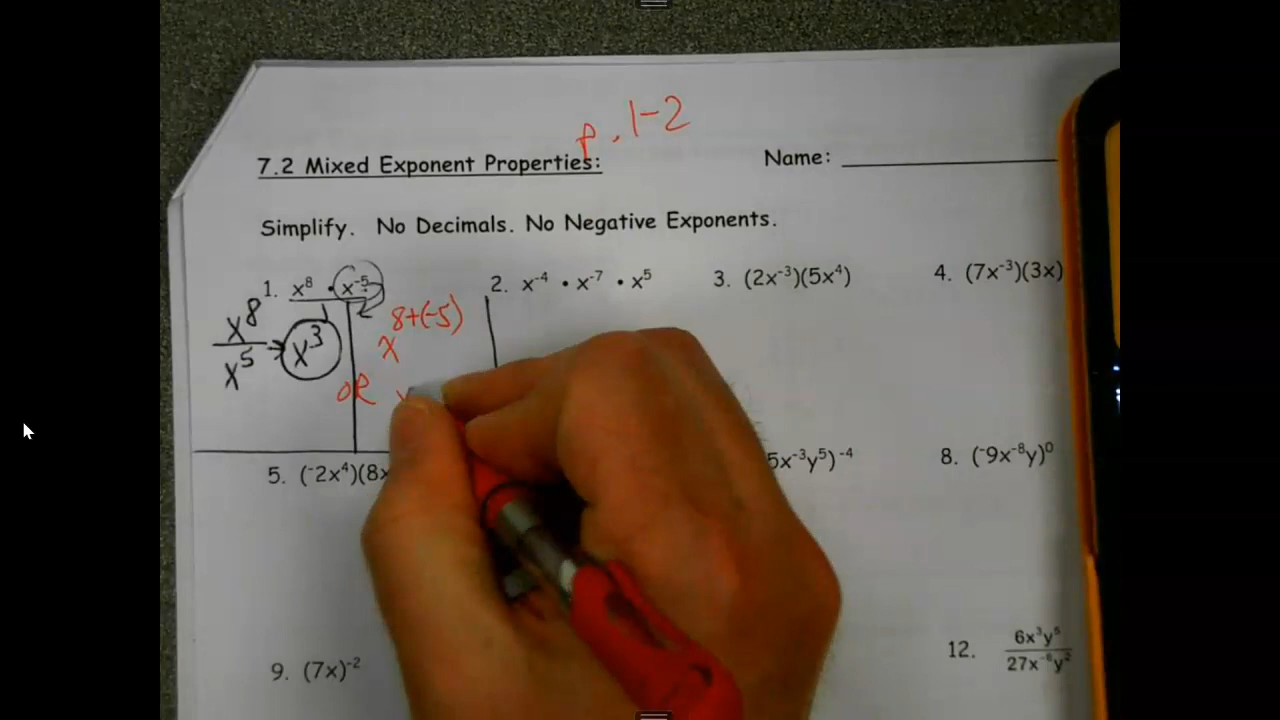 p. 1-2
7.2 Mixed Exponent Properties:
Name:
Simplify. No Decimals. No Negative Exponents.
1. x⁸ · x⁻⁵
1
x⁸
x⁵
→ x³
x⁸⁺⁽⁻⁵⁾
OR
2. x⁻⁴ • x⁻⁷ • x⁵
3. (2x⁻³)(5x⁴)
4. (7x⁻³)(3x)
5. (⁻2x⁴)(8x
5x⁻³y⁵)⁻⁴
8. (⁻9x⁻⁸y)⁰
9. (7x)⁻²
12. 6x³y⁵
27x⁻⁶y²